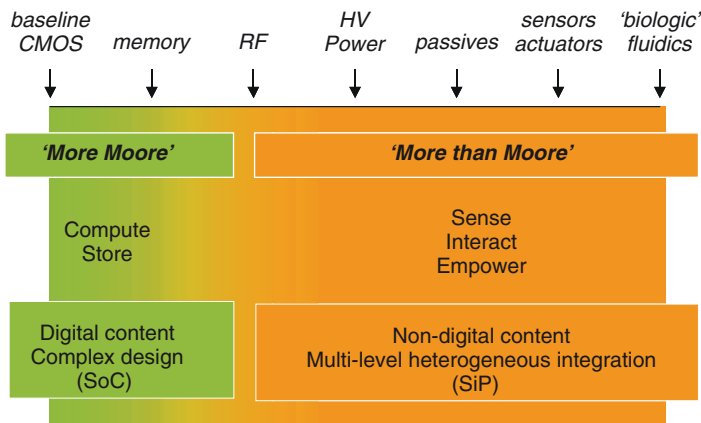 baseline CMOS
memory
RF
HV Power
passives
sensors actuators
‘biologic’ fluidics
‘More Moore’
‘More than Moore’
Compute
Store
Sense
Interact
Empower
Digital content
Complex design
(SoC)
Non-digital content
Multi-level heterogeneous integration
(SiP)